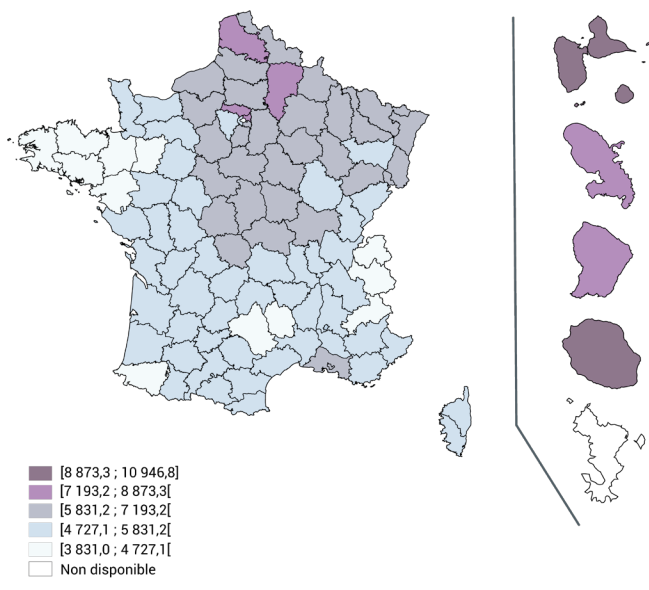 [8 873,3 ; 10 946,8]
[7 193,2 ; 8 873,3[
[5 831,2 ; 7 193,2[
[4 727,1 ; 5 831,2[
[3 831,0 ; 4 727,1[
Non disponible